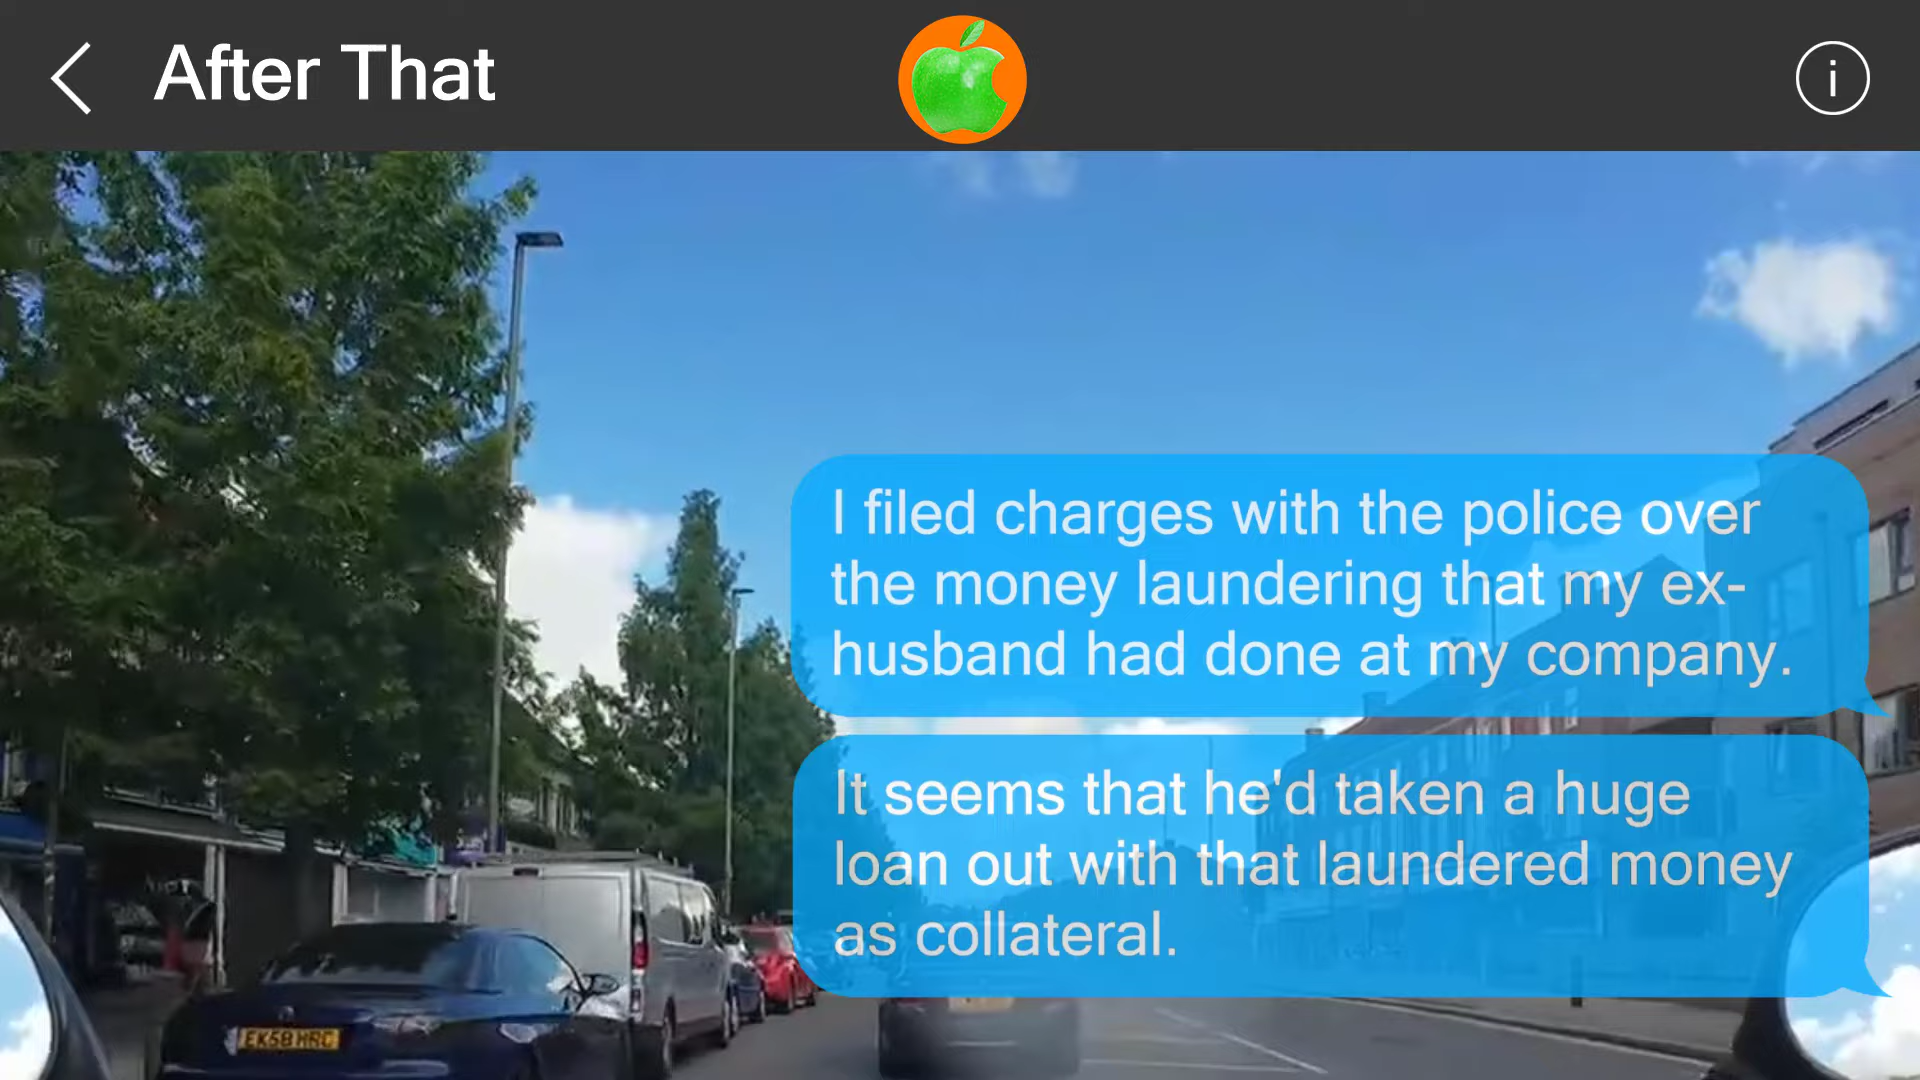 After That
I filed charges with the police over
the money laundering that my ex-
husband had done at my company.
It seems that he'd taken a huge
loan out with that laundered money
as collateral.
EK58 MRC